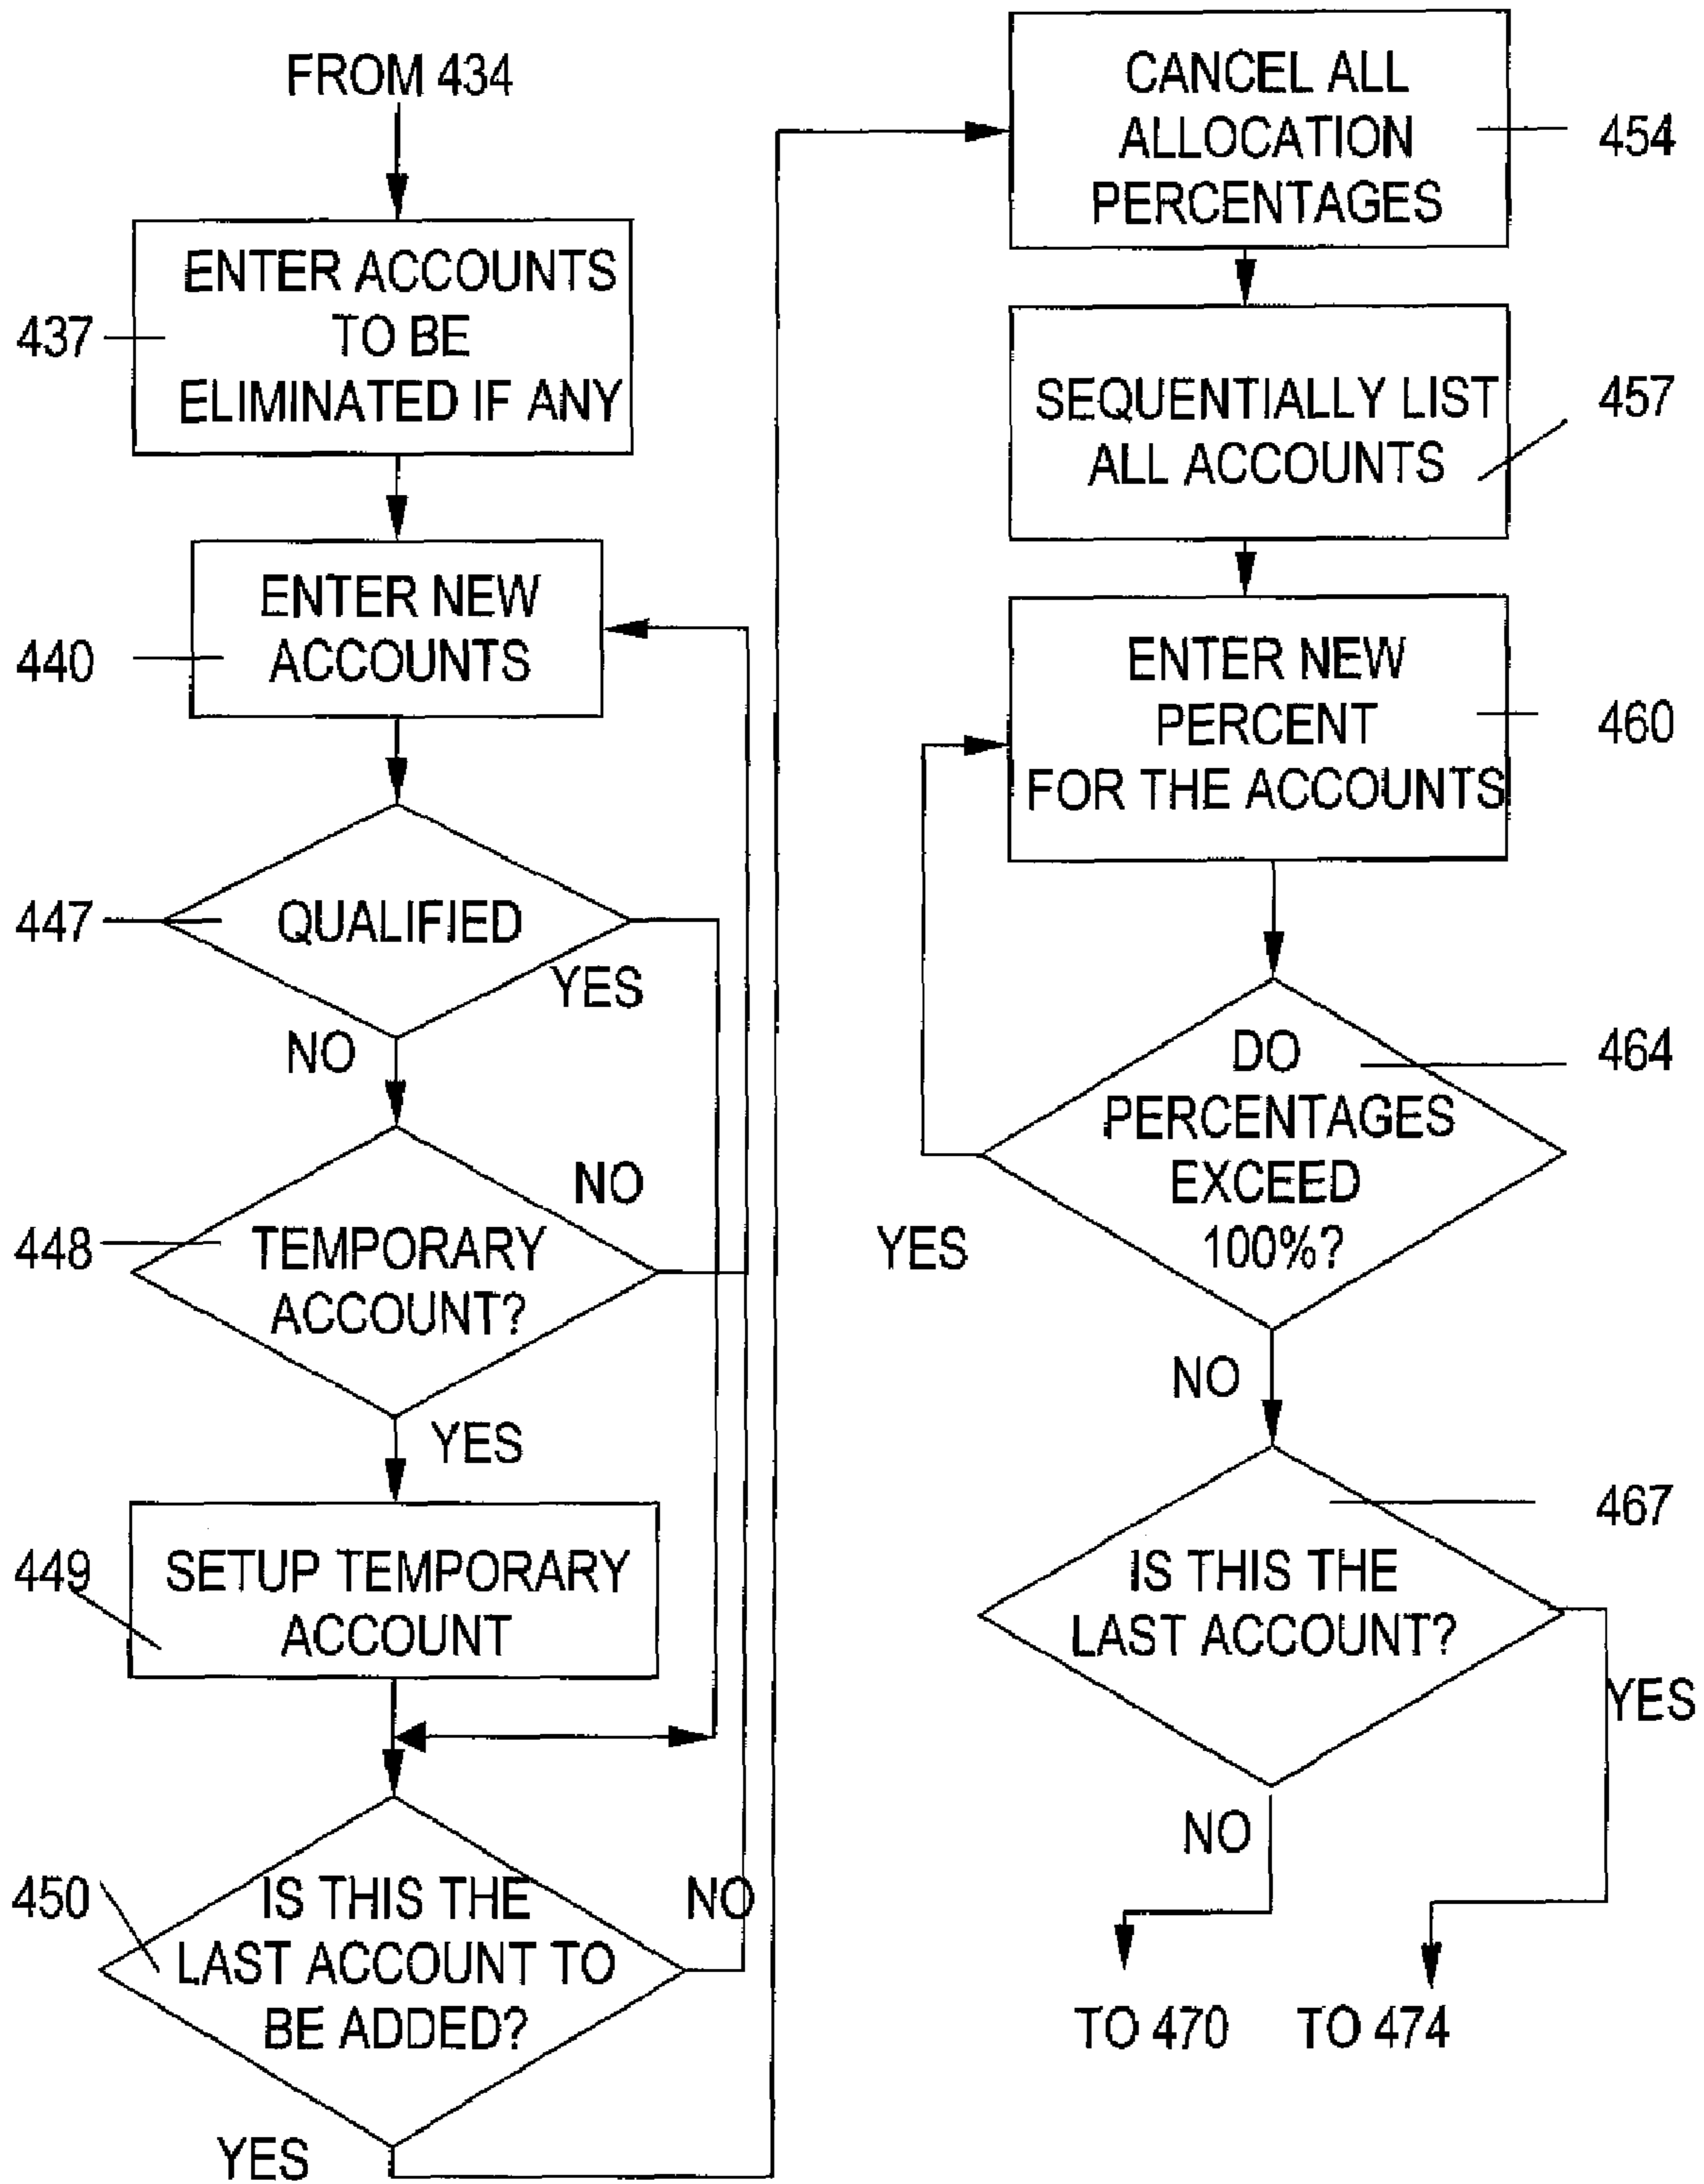 FROM 434
437
ENTER ACCOUNTS
TO BE
ELIMINATED IF ANY
440
ENTER NEW
ACCOUNTS
447
QUALIFIED
YES
NO
448
TEMPORARY
ACCOUNT?
NO
YES
449
SETUP TEMPORARY
ACCOUNT
450
IS THIS THE
LAST ACCOUNT TO
BE ADDED?
NO
YES
CANCEL ALL
ALLOCATION
PERCENTAGES
454
SEQUENTIALLY LIST
ALL ACCOUNTS
457
ENTER NEW
PERCENT
FOR THE ACCOUNTS
460
DO
PERCENTAGES
EXCEED
100%?
464
YES
NO
IS THIS THE
LAST ACCOUNT?
467
YES
NO
TO 470
TO 474